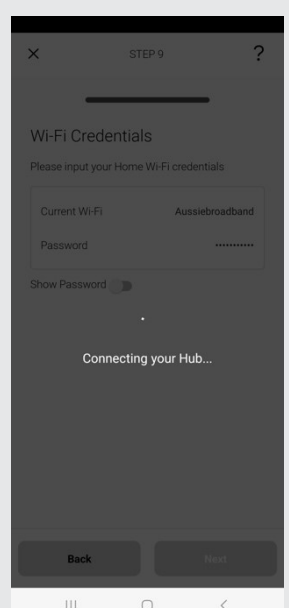 STEP 9
?
Wi-Fi Credentials
Please input your Home Wi-Fi credentials
Current Wi-Fi Aussiebroadband
Password ···········
Show Password
Connecting your Hub...
Back Next